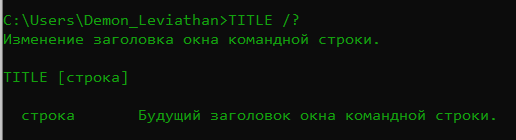 C:\Users\Demon_Leviathan>TITLE /?
Изменение заголовка окна командной строки.
TITLE [строка]
строка Будущий заголовок окна командной строки.